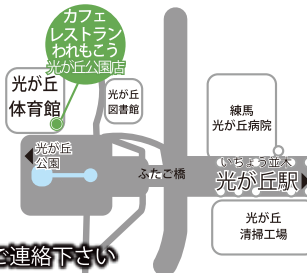 カフェ
レストラン
われもこう
光が丘公園店
光が丘
体育館
光が丘
図書館
練馬
光が丘病院
光が丘
公園
ふたご橋
いちょう並木
光が丘駅
光が丘
清掃工場
ご連絡下さい